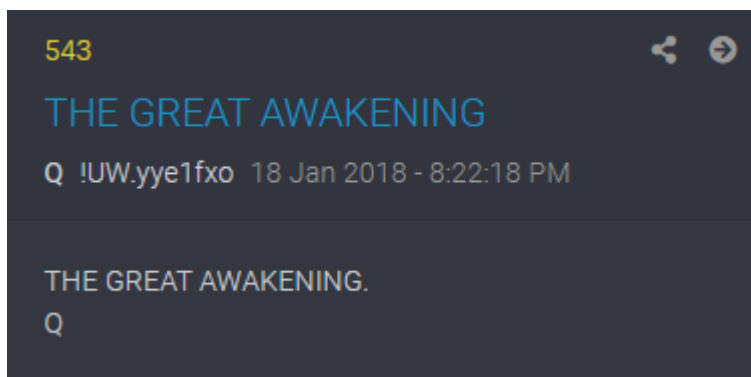 543
THE GREAT AWAKENING
Q !UW.yye1fxo 18 Jan 2018 - 8:22:18 PM
THE GREAT AWAKENING.
Q